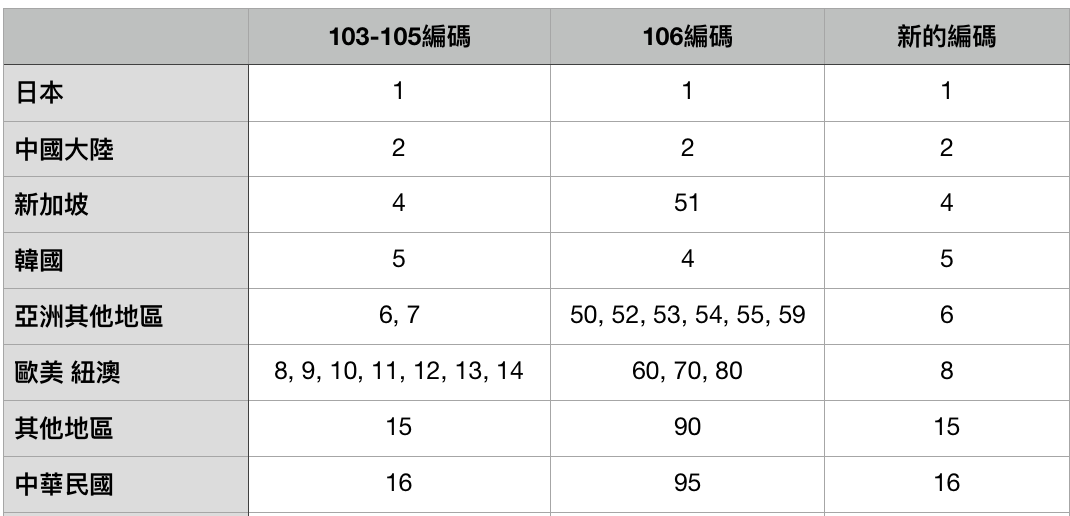 103-105編碼 106編碼 新的編碼
日本 1 1 1
中國大陸 2 2 2
新加坡 4 51 4
韓國 5 4 5
亞洲其他地區 6, 7 50, 52, 53, 54, 55, 59 6
歐美 紐澳 8, 9, 10, 11, 12, 13, 14 60, 70, 80 8
其他地區 15 90 15
中華民國 16 95 16